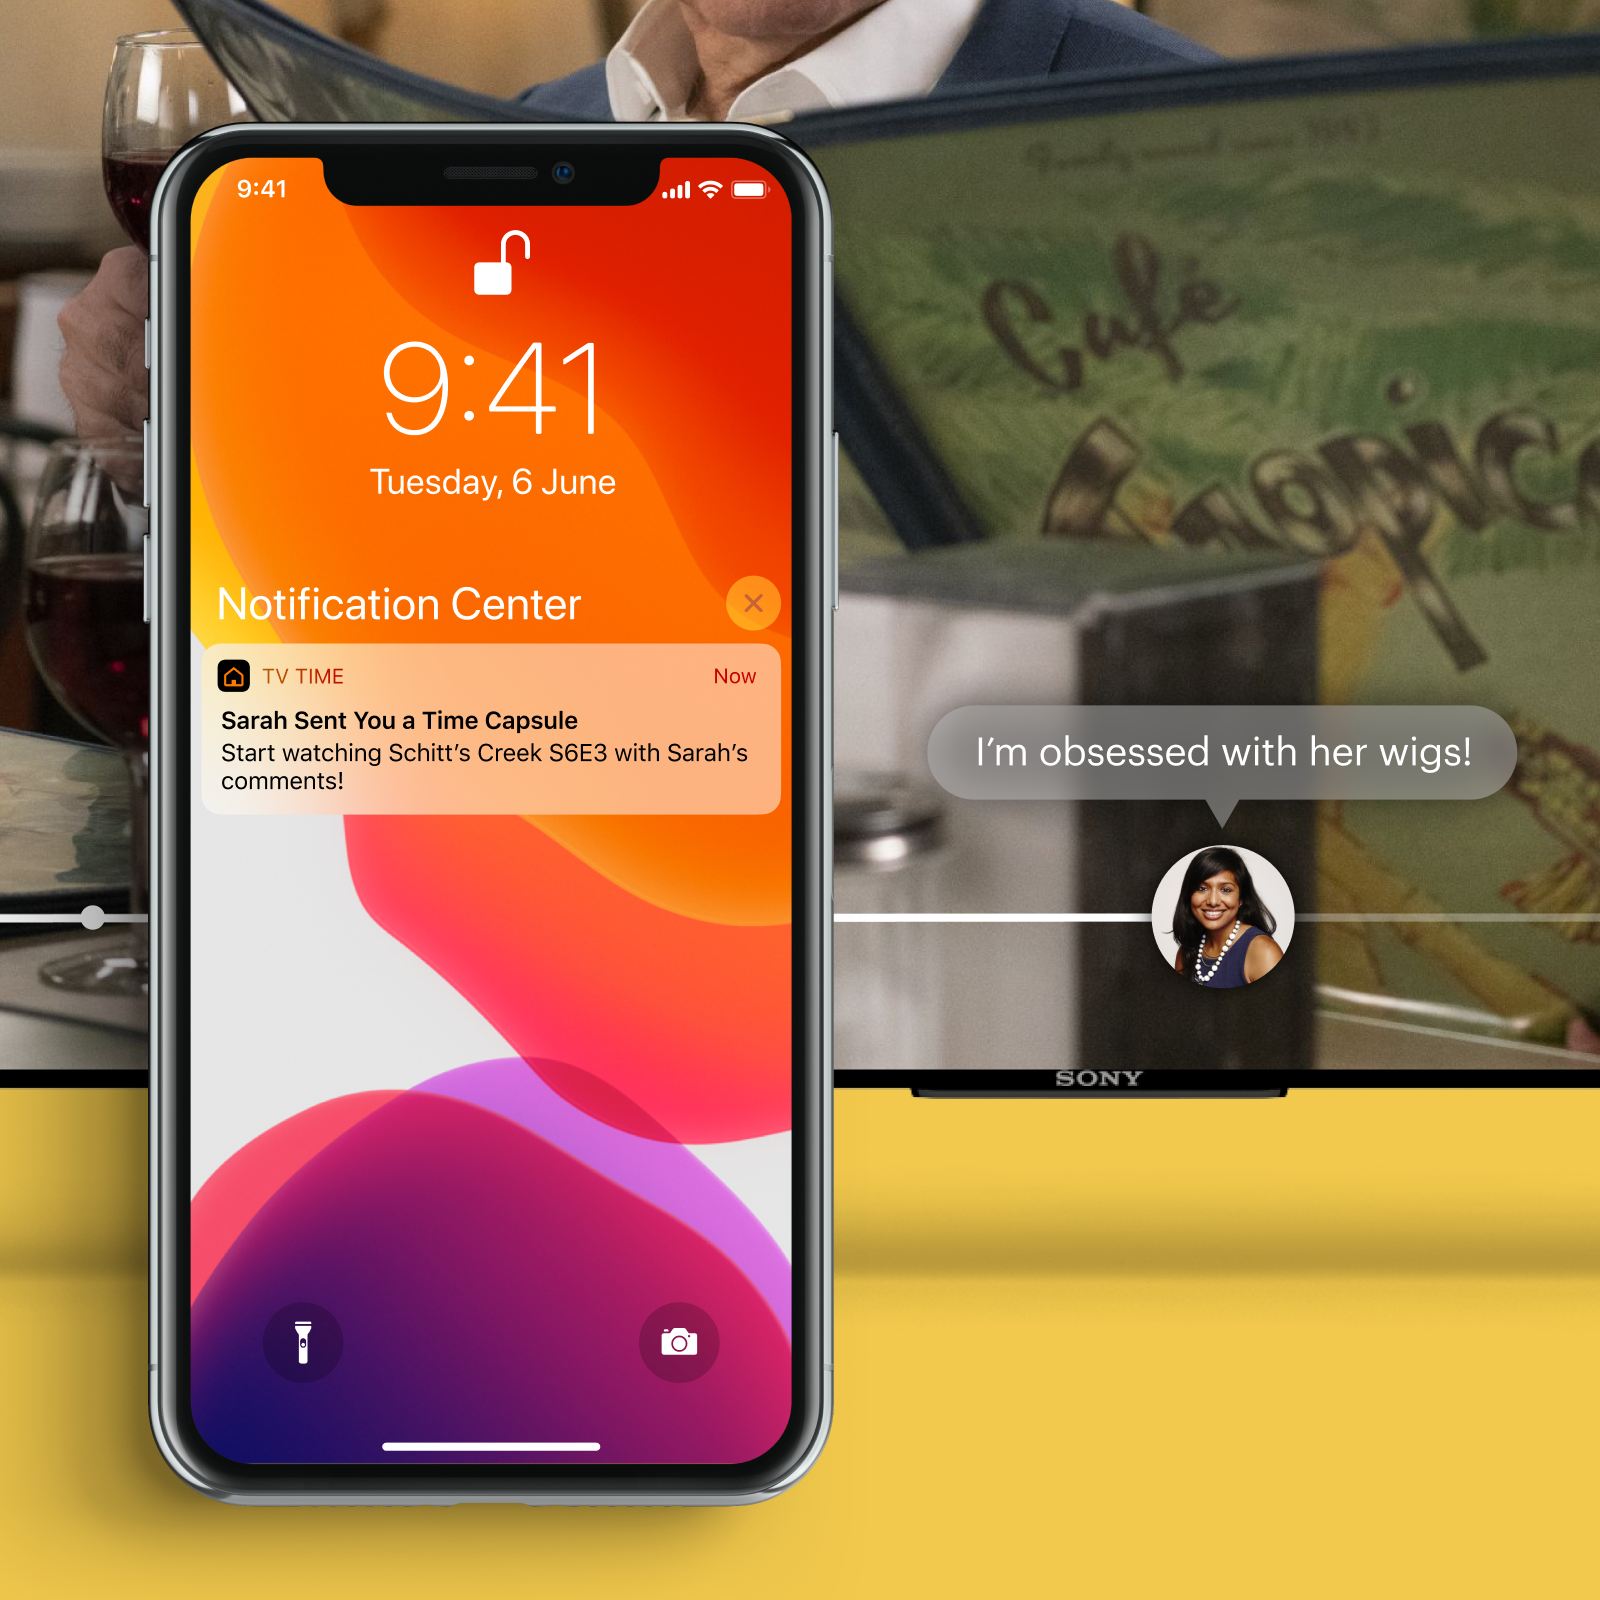 9:41
9:41
Tuesday, 6 June
Notification Center
TV TIME
Now
Sarah Sent You a Time Capsule
Start watching Schitt’s Creek S6E3 with Sarah’s
comments!
Café
Tropic
I’m obsessed with her wigs!
SONY